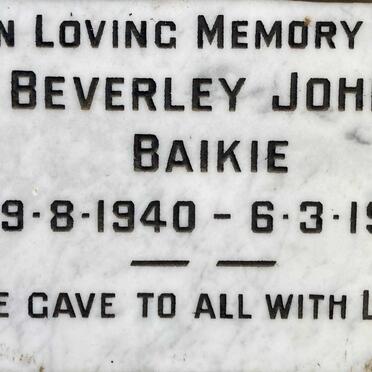 N LOVING MEMORY
BEVERLEY JOH
BAIKIE
9-8-1940 – 6-3-19
E GAVE TO ALL WITH L